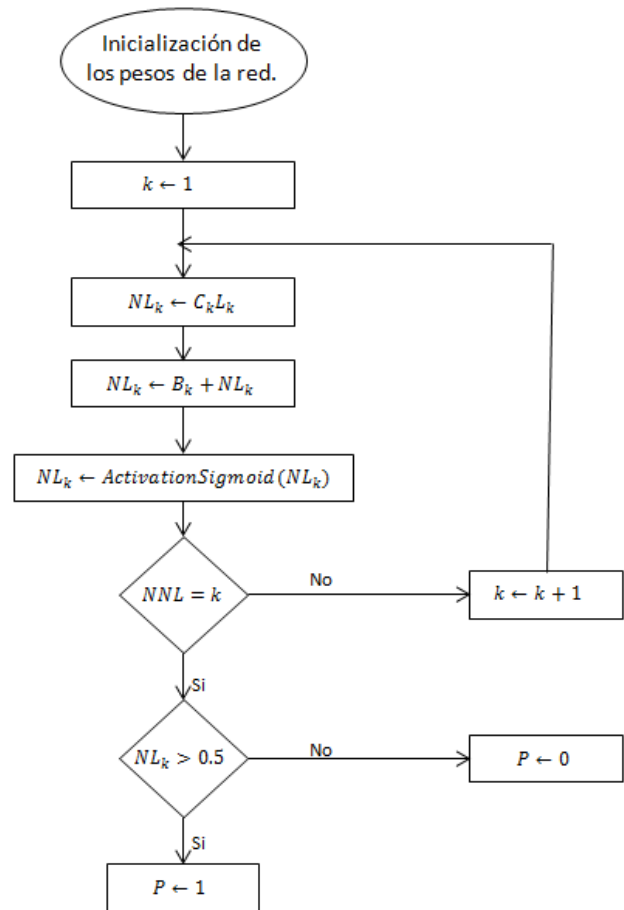 Inicialización de
los pesos de la red.
k ← 1
NL_k ← C_k L_k
NL_k ← B_k + NL_k
NL_k ← ActivationSigmoid(NL_k)
NNL = k
No
k ← k + 1
Si
NL_k > 0.5
No
P ← 0
Si
P ← 1